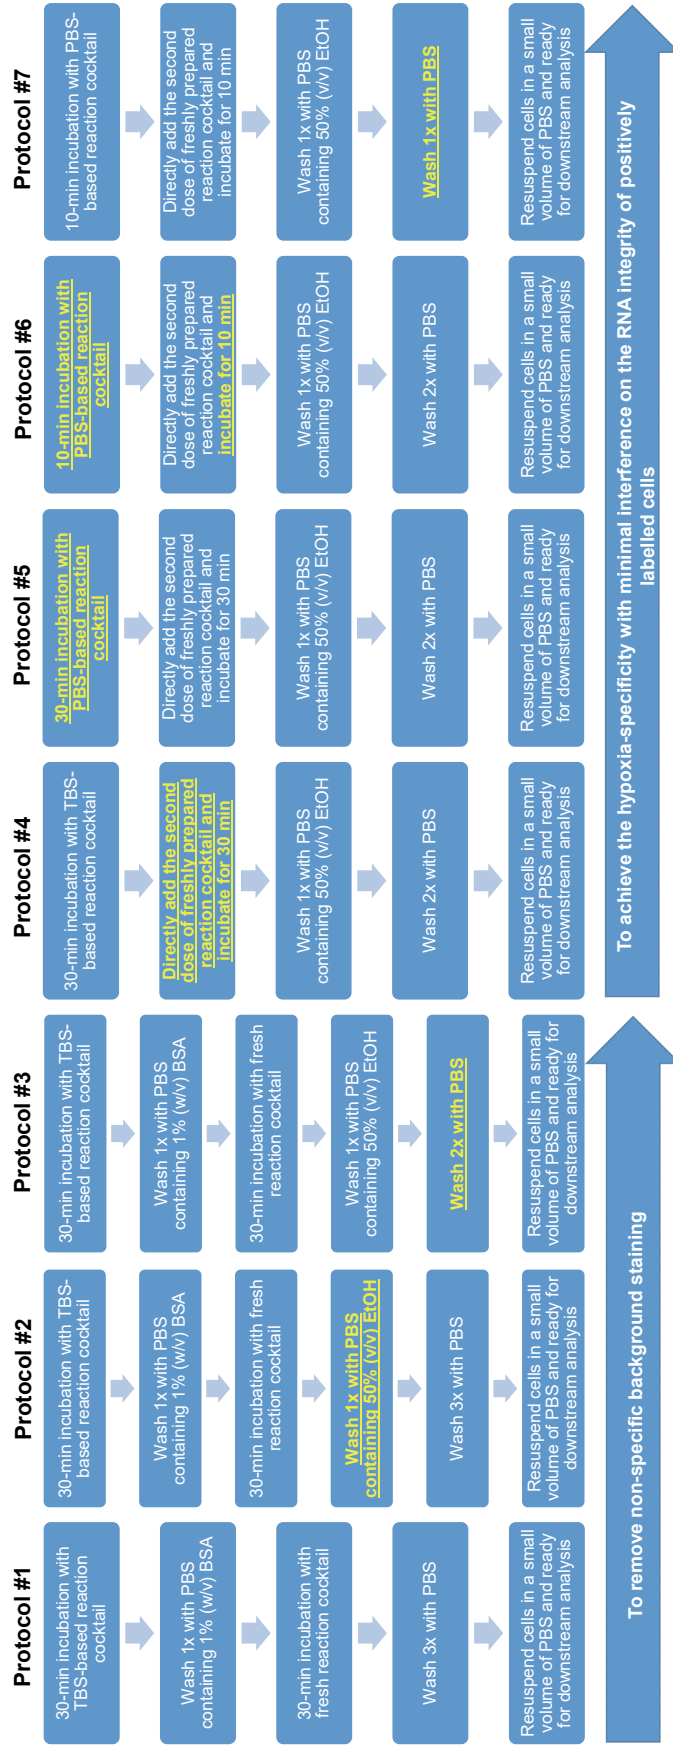 Protocol #1
30-min incubation with
TBS-based reaction
cocktail
Wash 1x with PBS
containing 1% (w/v) BSA
30-min incubation with
fresh reaction cocktail
Wash 3x with PBS
Resuspend cells in a small
volume of PBS and ready
for downstream analysis
Protocol #2
30-min incubation with TBS-
based reaction cocktail
Wash 1x with PBS
containing 1% (w/v) BSA
30-min incubation with fresh
reaction cocktail
Wash 1x with PBS
containing 50% (v/v) EtOH
Wash 3x with PBS
Resuspend cells in a small
volume of PBS and ready for
downstream analysis
Protocol #3
30-min incubation with TBS-
based reaction cocktail
Wash 1x with PBS
containing 1% (w/v) BSA
30-min incubation with fresh
reaction cocktail
Wash 1x with PBS
containing 50% (v/v) EtOH
Wash 2x with PBS
Resuspend cells in a small
volume of PBS and ready for
downstream analysis
Protocol #4
30-min incubation with TBS-
based reaction cocktail
Directly add the second
dose of freshly prepared
reaction cocktail and
incubate for 30 min
Wash 1x with PBS
containing 50% (v/v) EtOH
Wash 2x with PBS
Resuspend cells in a small
volume of PBS and ready
for downstream analysis
Protocol #5
30-min incubation with
PBS-based reaction
cocktail
Directly add the second
dose of freshly prepared
reaction cocktail and
incubate for 30 min
Wash 1x with PBS
containing 50% (v/v) EtOH
Wash 2x with PBS
Resuspend cells in a small
volume of PBS and ready
for downstream analysis
Protocol #6
10-min incubation with
PBS-based reaction
cocktail
Directly add the second
dose of freshly prepared
reaction cocktail and
incubate for 10 min
Wash 1x with PBS
containing 50% (v/v) EtOH
Wash 2x with PBS
Resuspend cells in a small
volume of PBS and ready
for downstream analysis
Protocol #7
10-min incubation with PBS-
based reaction cocktail
Directly add the second
dose of freshly prepared
reaction cocktail and
incubate for 10 min
Wash 1x with PBS
containing 50% (v/v) EtOH
Wash 1x with PBS
Resuspend cells in a small
volume of PBS and ready
for downstream analysis
To remove non-specific background staining
To achieve the hypoxia-specificity with minimal interference on the RNA integrity of positively
labelled cells